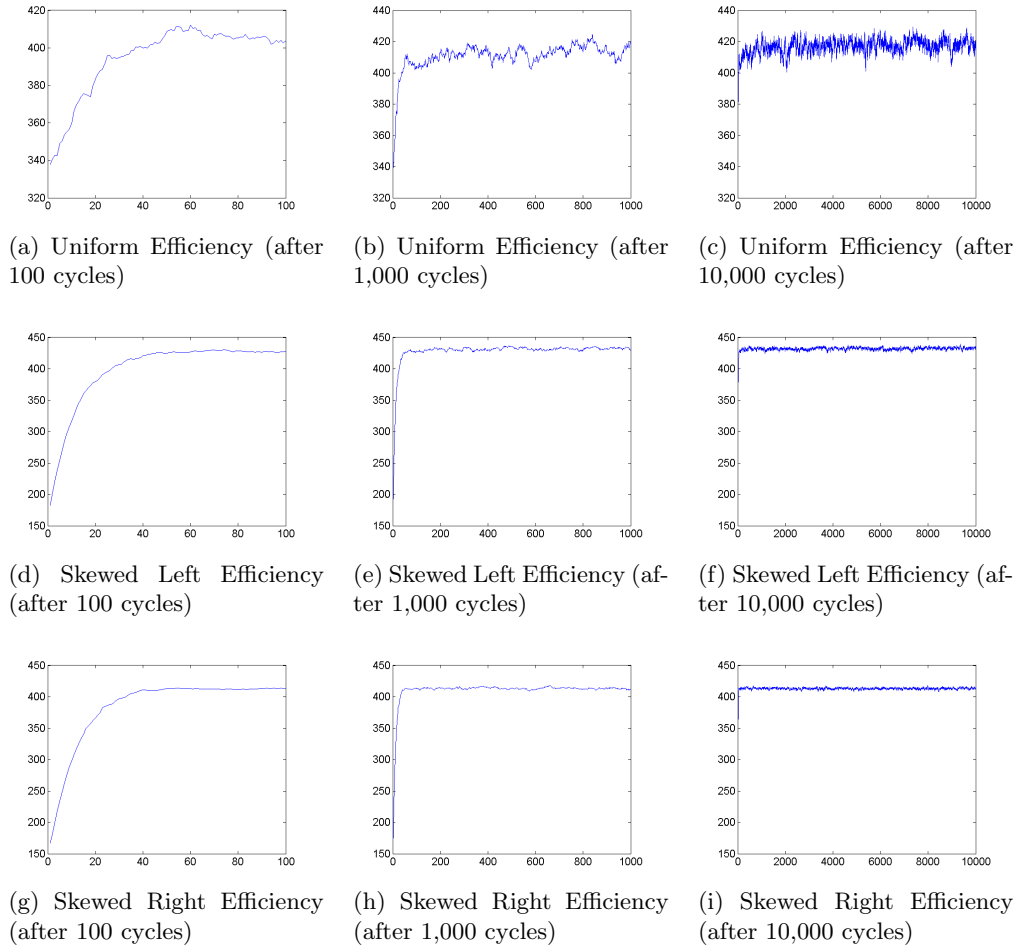 420
400
380
360
340
320
0 20 40 60 80 100
(a) Uniform Efficiency (after
100 cycles)
440
420
400
380
360
340
320
0 200 400 600 800 1000
(b) Uniform Efficiency (after
1,000 cycles)
440
420
400
380
360
340
320
0 2000 4000 6000 8000 10000
(c) Uniform Efficiency (after
10,000 cycles)
450
400
350
300
250
200
150
0 20 40 60 80 100
(d) Skewed Left Efficiency
(after 100 cycles)
450
400
350
300
250
200
150
0 200 400 600 800 1000
(e) Skewed Left Efficiency (af-
ter 1,000 cycles)
450
400
350
300
250
200
150
0 2000 4000 6000 8000 10000
(f) Skewed Left Efficiency (af-
ter 10,000 cycles)
450
400
350
300
250
200
150
0 20 40 60 80 100
(g) Skewed Right Efficiency
(after 100 cycles)
450
400
350
300
250
200
150
0 200 400 600 800 1000
(h) Skewed Right Efficiency
(after 1,000 cycles)
450
400
350
300
250
200
150
0 2000 4000 6000 8000 10000
(i) Skewed Right Efficiency
(after 10,000 cycles)